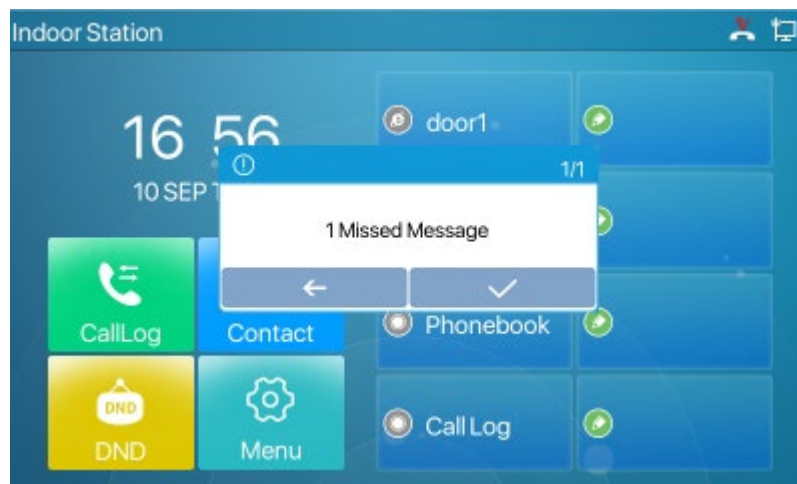 Indoor Station
16 56
10 SEP
door1
1/1
1 Missed Message
CallLog
Contact
Phonebook
DND
DND
Menu
Call Log